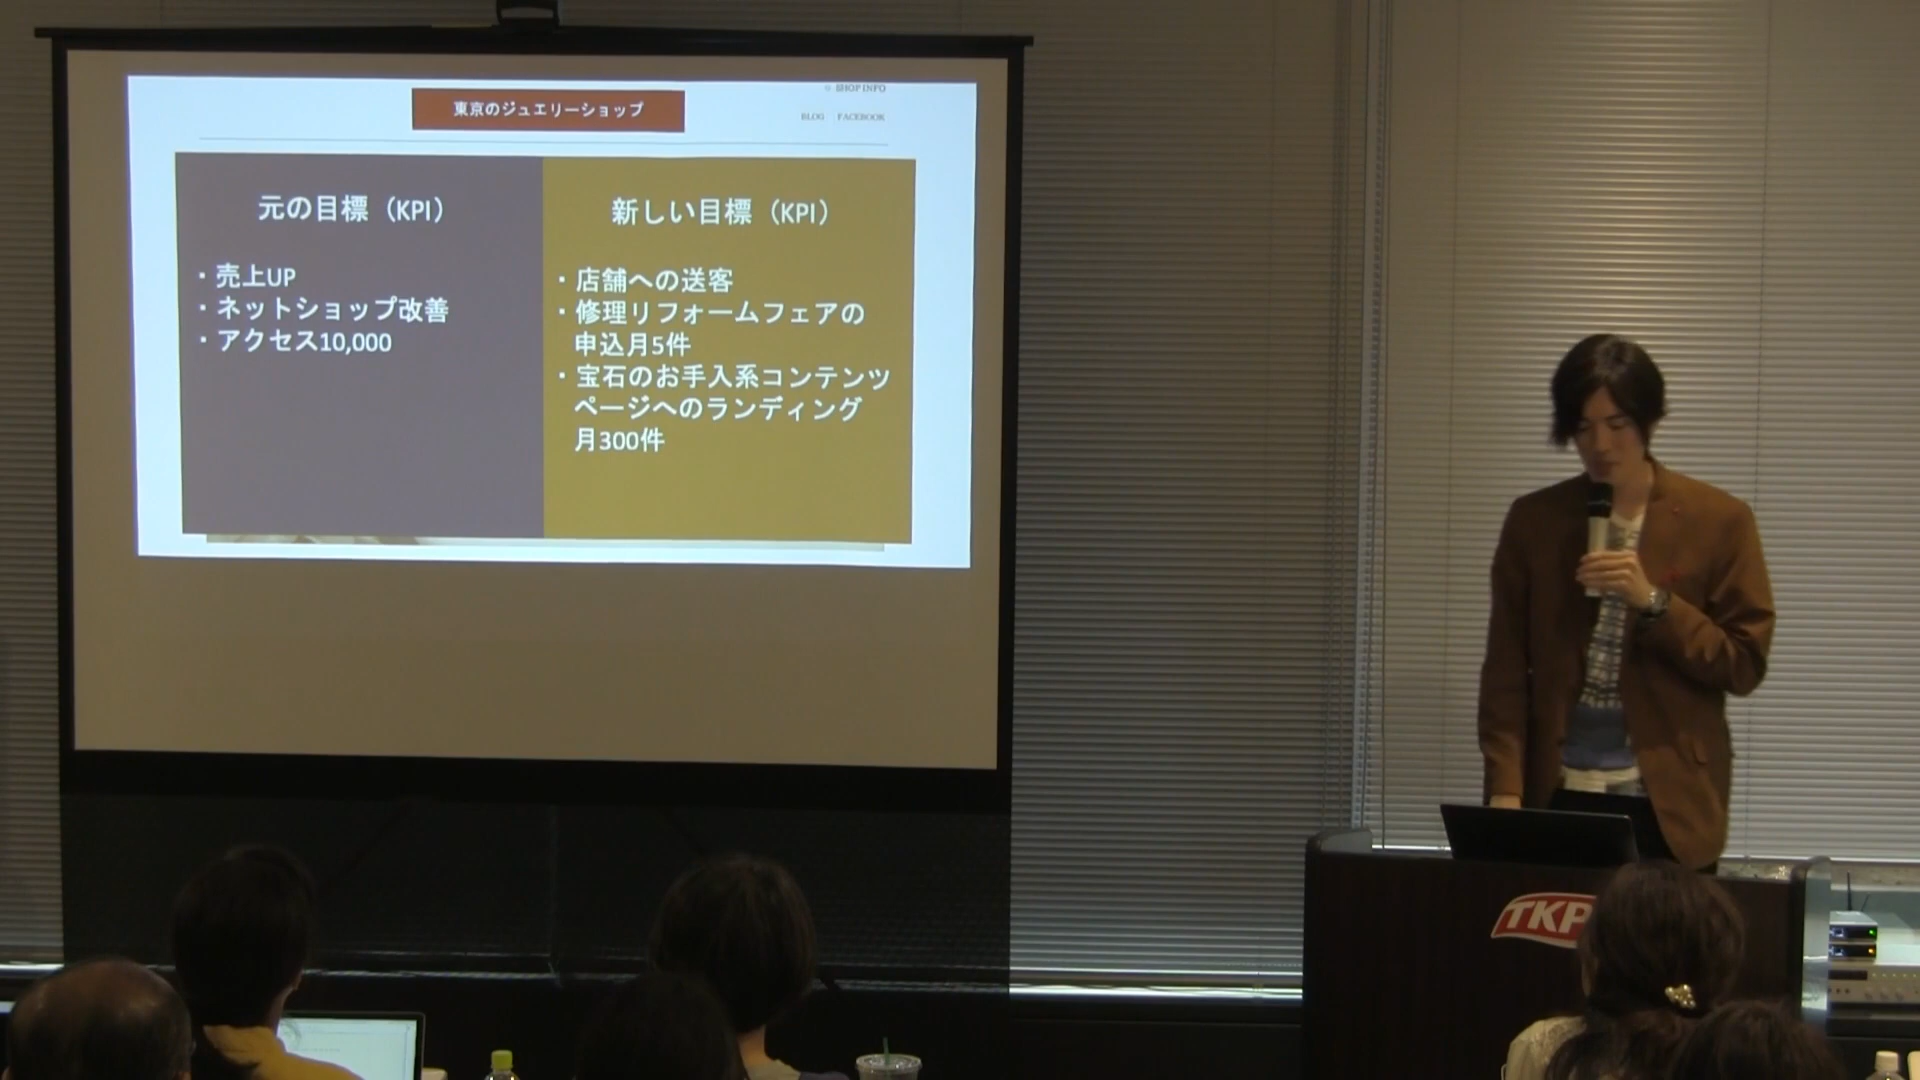 東京のジュエリーショップ
SHOP INFO
BLOG FACEBOOK
元の目標（KPI）
・売上UP
・ネットショップ改善
・アクセス10,000
新しい目標（KPI）
・店舗への送客
・修理リフォームフェアの
申込月5件
・宝石のお手入系コンテンツ
ページへのランディング
月300件
TKP